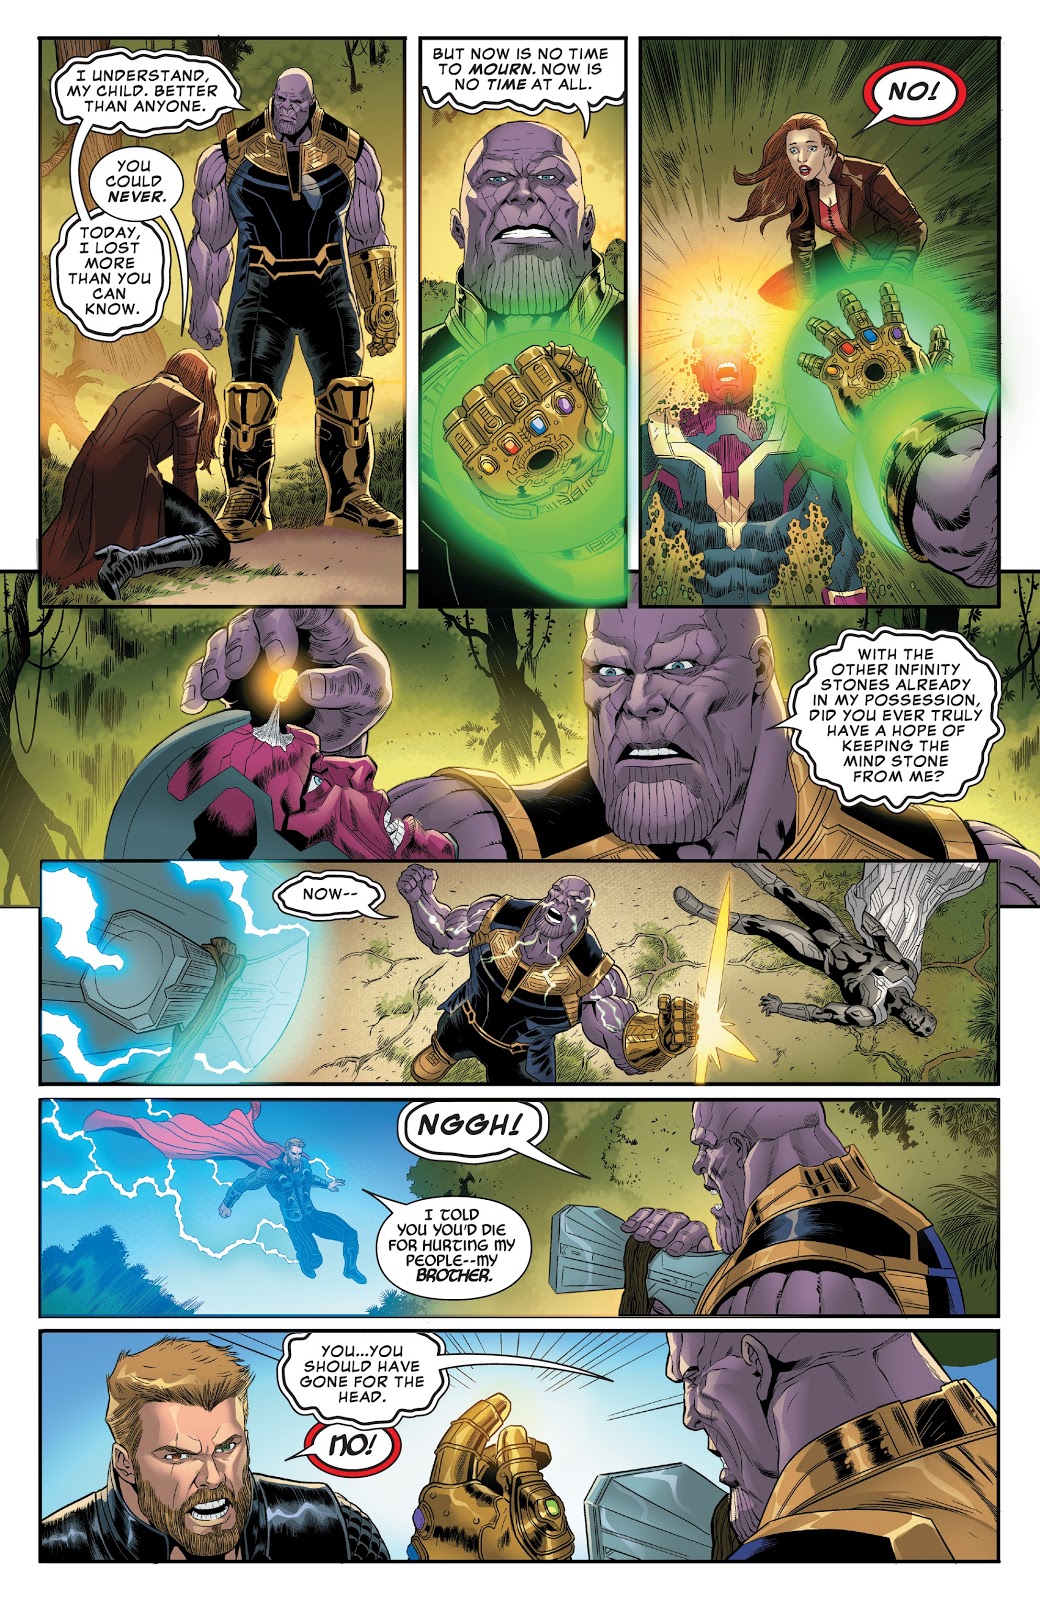 I UNDERSTAND,
MY CHILD. BETTER
THAN ANYONE.
YOU
COULD
NEVER.
TODAY,
I LOST
MORE
THAN YOU
CAN
KNOW.
BUT NOW IS NO TIME
TO MOURN. NOW IS
NO TIME AT ALL.
NO!
WITH THE
OTHER INFINITY
STONES ALREADY
IN MY POSSESSION,
DID YOU EVER TRULY
HAVE A HOPE OF
KEEPING THE
MIND STONE
FROM ME?
NOW--
NGGH!
I TOLD
YOU YOU'D DIE
FOR HURTING MY
PEOPLE--MY
BROTHER.
YOU...YOU
SHOULD HAVE
GONE FOR THE
HEAD.
NO!